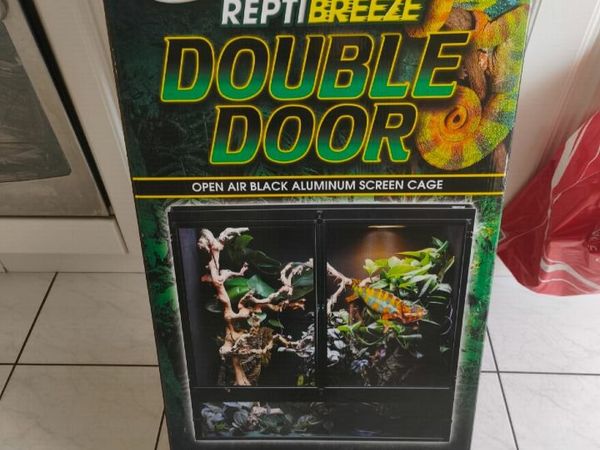 REPTIBREEZE
DOUBLE
DOOR
OPEN AIR BLACK ALUMINUM SCREEN CAGE